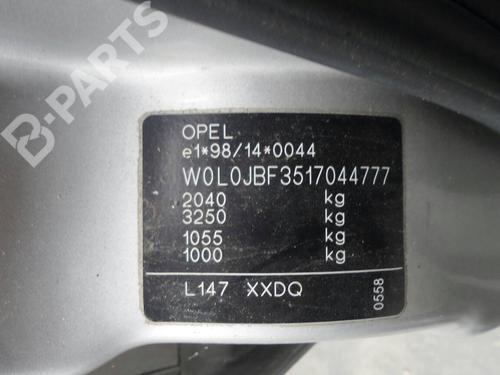 B-PARTS
OPEL
e1*98/14*0044
W0L0JBF3517044777
2040 kg
3250 kg
1055 kg
1000 kg
L147 XXDQ
0558